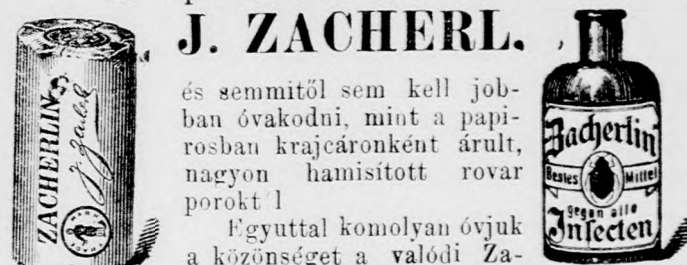 J. ZACHERL.
és semmitől sem kell job-
ban óvakodni, mint a papi-
rosban krajcáronként árult,
nagyon hamisított rovar
porokt l
Egyuttal komolyan óvjuk
a közönséget a valódi Za-
ZACHERLIN
J. Zacherl
Zacherlin
Bestes Mittel
gegen alle
Insecten